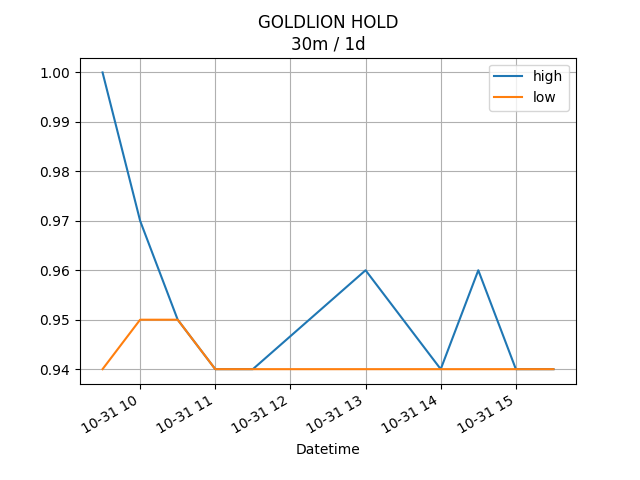 GOLDLION HOLD
30m / 1d
high
low
1.00
0.99
0.98
0.97
0.96
0.95
0.94
10-31 10
10-31 11
10-31 12
10-31 13
10-31 14
10-31 15
Datetime